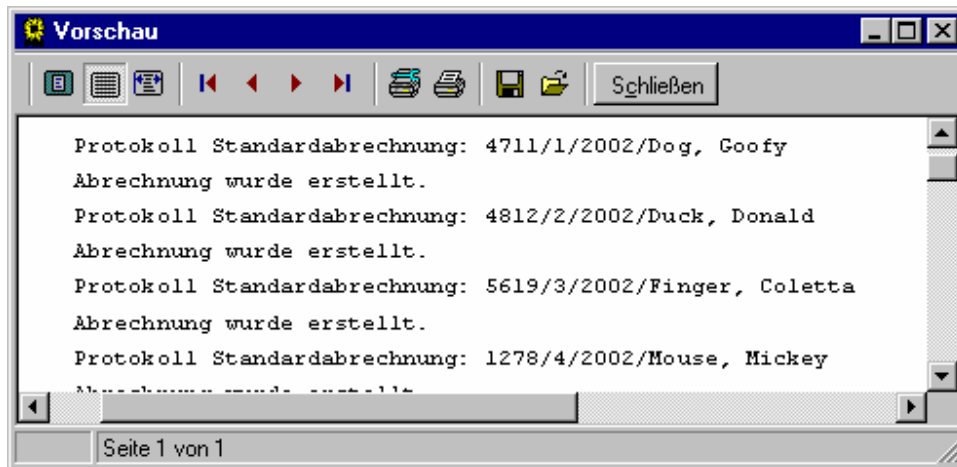 Vorschau
Schließen
Protokoll Standardabrechnung: 4711/1/2002/Dog, Goofy
Abrechnung wurde erstellt.
Protokoll Standardabrechnung: 4812/2/2002/Duck, Donald
Abrechnung wurde erstellt.
Protokoll Standardabrechnung: 5619/3/2002/Finger, Coletta
Abrechnung wurde erstellt.
Protokoll Standardabrechnung: 1278/4/2002/Mouse, Mickey
Seite 1 von 1